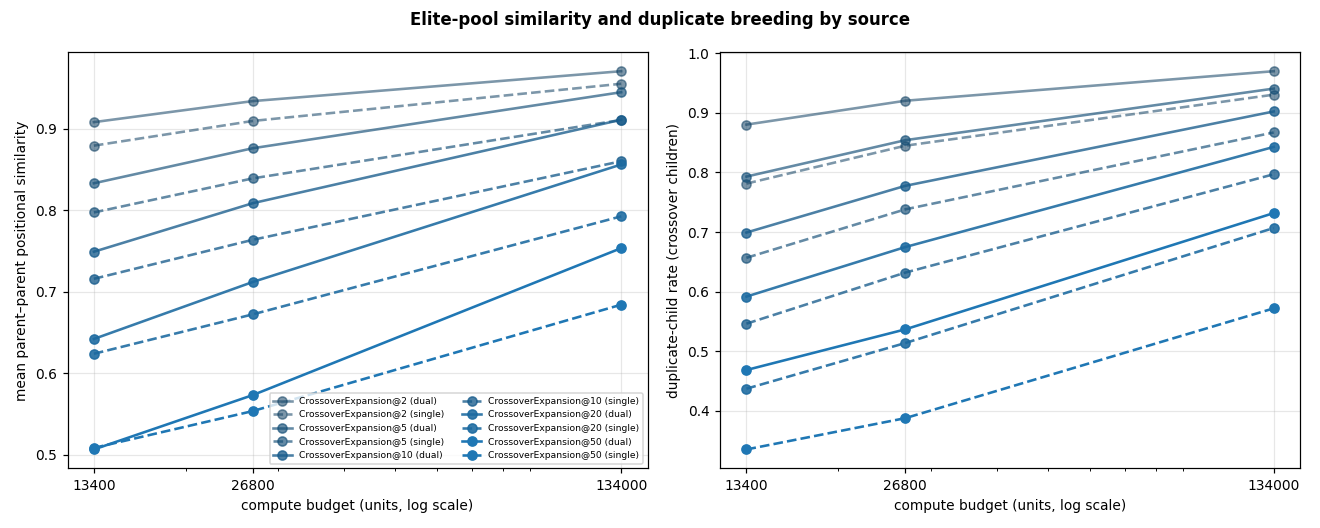 Elite-pool similarity and duplicate breeding by source
mean parent–parent positional similarity
0.9
0.8
0.7
0.6
0.5
13400
26800
134000
compute budget (units, log scale)
CrossoverExpansion@2 (dual)
CrossoverExpansion@2 (single)
CrossoverExpansion@5 (dual)
CrossoverExpansion@5 (single)
CrossoverExpansion@10 (dual)
CrossoverExpansion@10 (single)
CrossoverExpansion@20 (dual)
CrossoverExpansion@20 (single)
CrossoverExpansion@50 (dual)
CrossoverExpansion@50 (single)
duplicate-child rate (crossover children)
1.0
0.9
0.8
0.7
0.6
0.5
0.4
13400
26800
134000
compute budget (units, log scale)